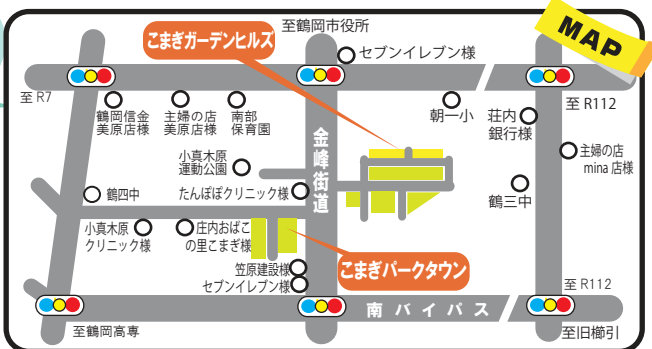 至鶴岡市役所
MAP
こまぎガーデンヒルズ
セブンイレブン様
至 R7
鶴岡信金
美原店様
主婦の店
美原店様
南部
保育園
朝一小
荘内
銀行様
至 R112
主婦の店
mina 店様
金峰街道
小真木原
運動公園
たんぽぽクリニック様
鶴四中
鶴三中
小真木原
クリニック様
庄内おばこ
の里こまぎ様
笠原建設様
セブンイレブン様
こまぎパークタウン
南バイパス
至 R112
至鶴岡高専
至旧櫛引